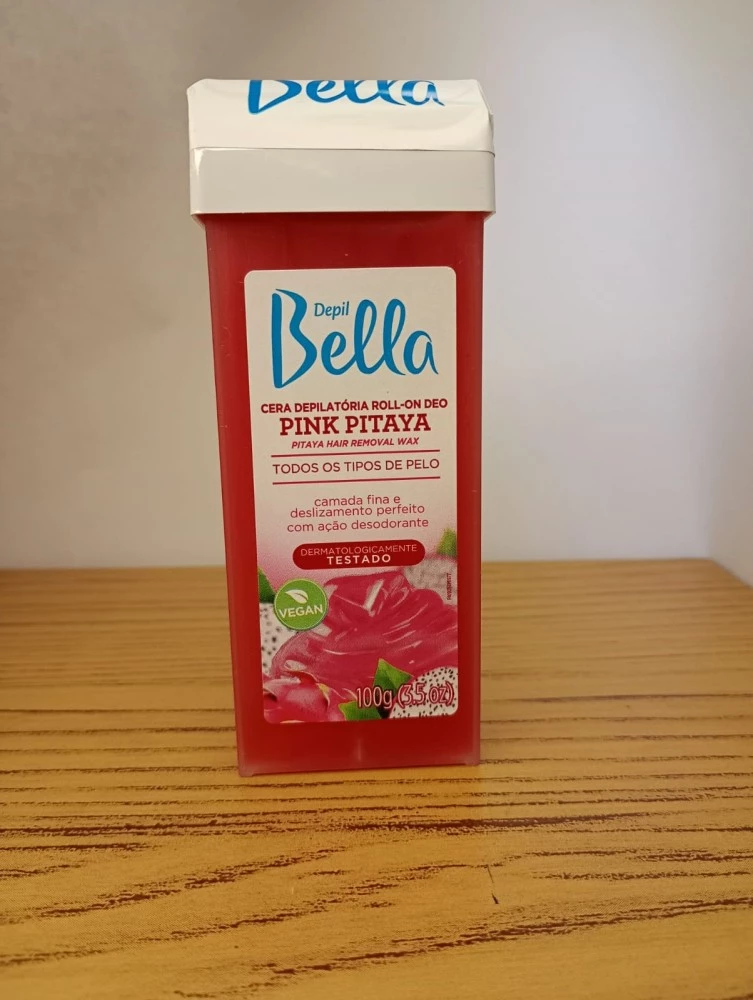 Bella
Depil
Bella
CERA DEPILATÓRIA ROLL-ON DEO
PINK PITAYA
PITAYA HAIR REMOVAL WAX
TODOS OS TIPOS DE PELO
camada fina e
deslizamento perfeito
com ação desodorante
DERMATOLOGICAMENTE
TESTADO
VEGAN
100g (3.5 oz)